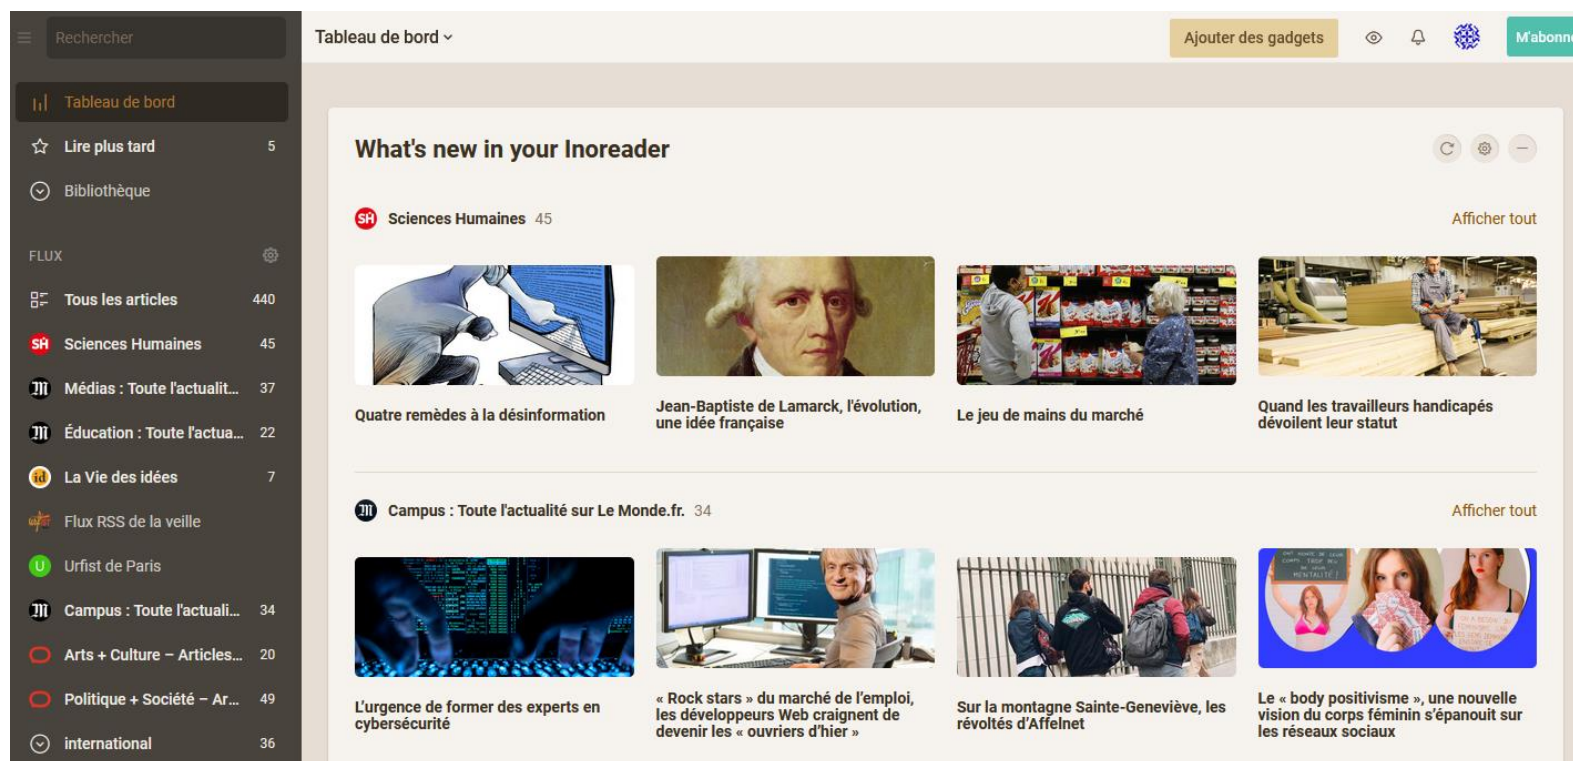 Rechercher
Tableau de bord
Ajouter des gadgets
M'abonn
Tableau de bord
Lire plus tard 5
Bibliothèque
FLUX
Tous les articles 440
SH Sciences Humaines 45
Médias : Toute l'actualit... 37
Éducation : Toute l'actua... 22
id La Vie des idées 7
Flux RSS de la veille
U Urfist de Paris
Campus : Toute l'actuali... 34
Arts + Culture – Articles... 20
Politique + Société – Ar... 49
international 36
What's new in your Inoreader
SH Sciences Humaines 45
Afficher tout
Quatre remèdes à la désinformation
Jean-Baptiste de Lamarck, l'évolution,
une idée française
Le jeu de mains du marché
Quand les travailleurs handicapés
dévoilent leur statut
Campus : Toute l'actualité sur Le Monde.fr. 34
Afficher tout
L'urgence de former des experts en
cybersécurité
« Rock stars » du marché de l'emploi,
les développeurs Web craignent de
devenir les « ouvriers d'hier »
Sur la montagne Sainte-Geneviève, les
révoltés d'Affelnet
Le « body positivisme », une nouvelle
vision du corps féminin s'épanouit sur
les réseaux sociaux